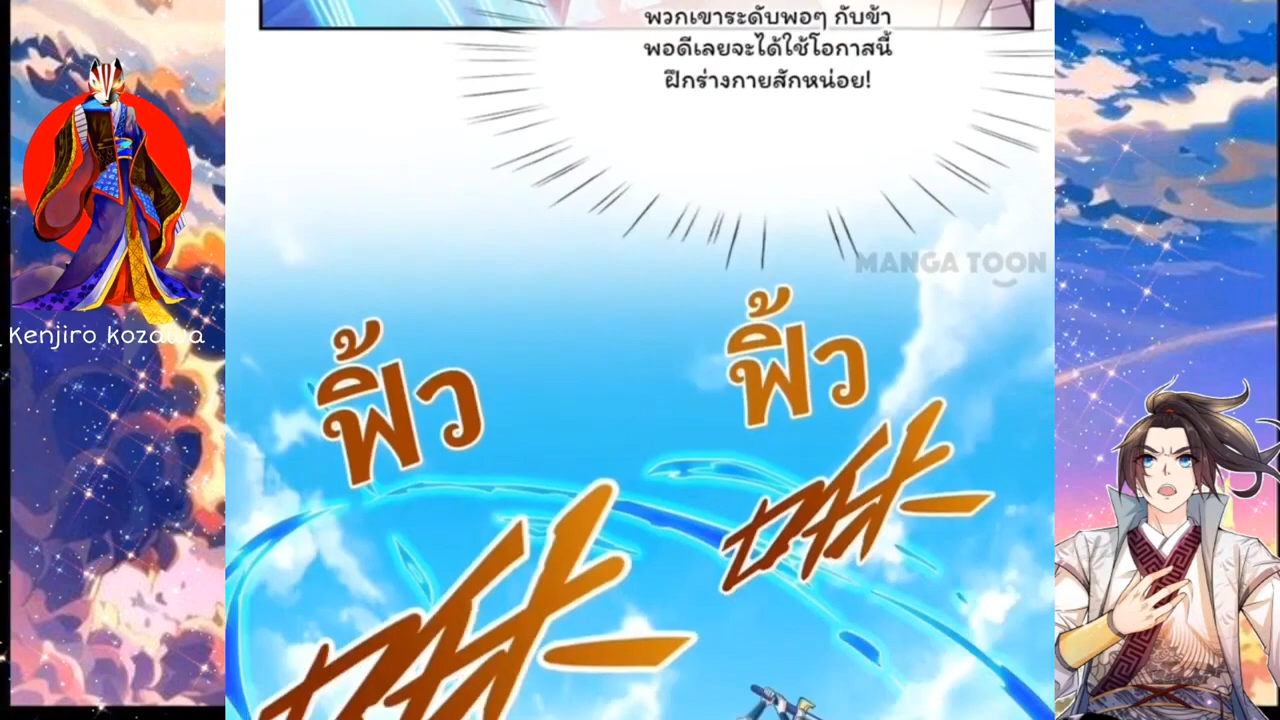 พวกเขาระดับพอๆ กับข้า
พอดีเลยจะได้ใช้โอกาสนี้
ฝึกร่างกายสักหน่อย!
MANGA TOON
Kenjiro kozawa
ฟิ้ว
ฟิ้ว